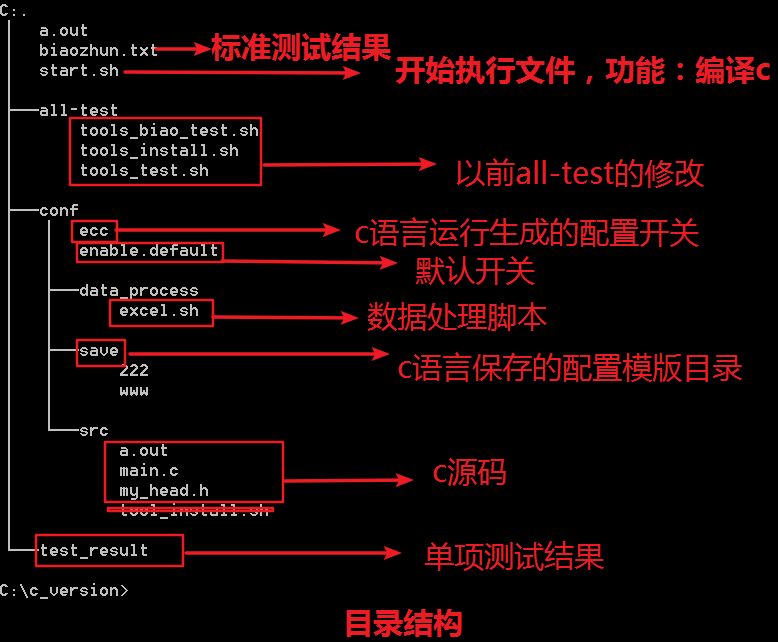 C:.
a.out
biaozhun.txt 标准测试结果
start.sh 开始执行文件，功能：编译c
all-test
tools_biao_test.sh
tools_install.sh
tools_test.sh 以前all-test的修改
conf
ecc c语言运行生成的配置开关
enable.default 默认开关
data_process
excel.sh 数据处理脚本
save c语言保存的配置模版目录
222
www
src
a.out
main.c c源码
my_head.h
tool_install.sh
test_result 单项测试结果
C:\c_version>
目录结构